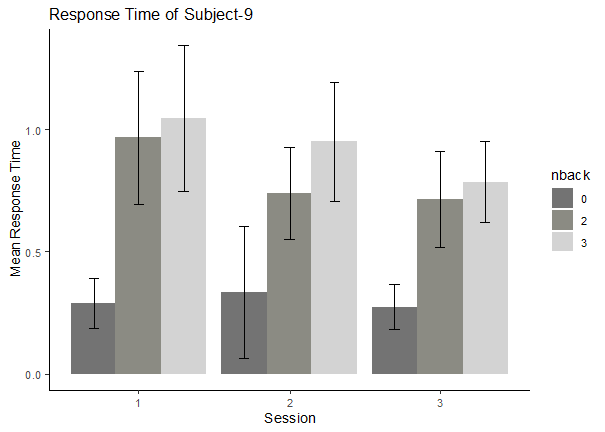 Response Time of Subject-9
Mean Response Time
1.0
0.5
0.0
1 2 3
Session
nback
0
2
3